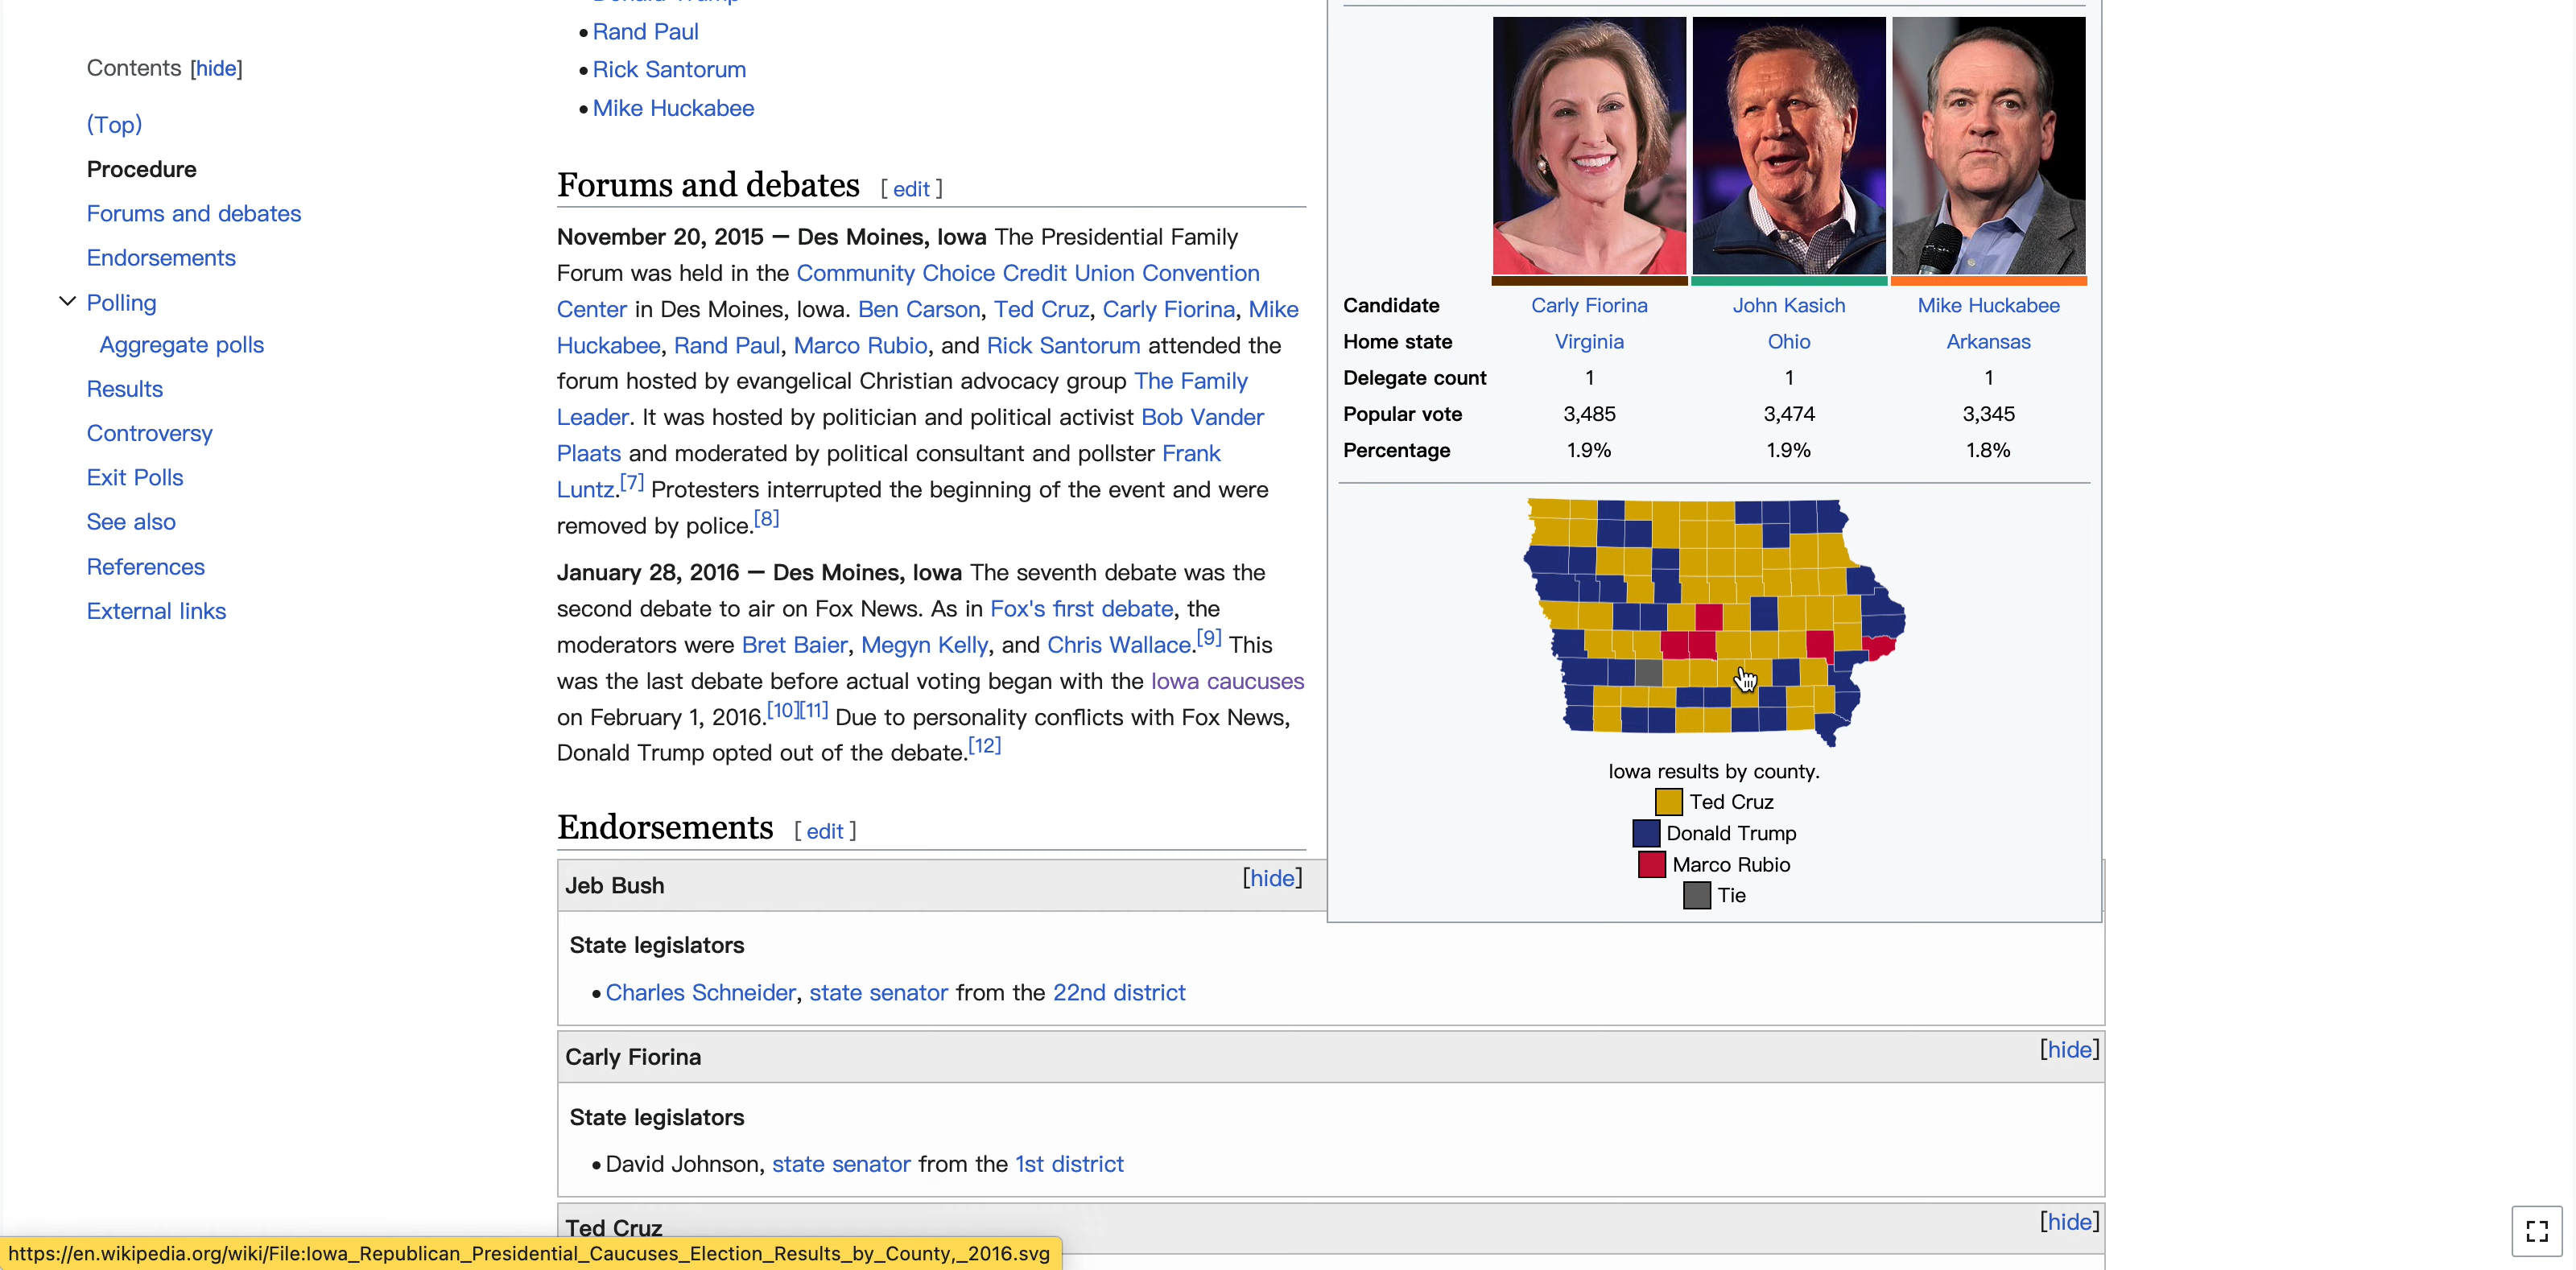 Contents [hide]
(Top)
Procedure
Forums and debates
Endorsements
Polling
Aggregate polls
Results
Controversy
Exit Polls
See also
References
External links
• Rand Paul
• Rick Santorum
• Mike Huckabee
Forums and debates [ edit ]
November 20, 2015 — Des Moines, Iowa The Presidential Family
Forum was held in the Community Choice Credit Union Convention
Center in Des Moines, Iowa. Ben Carson, Ted Cruz, Carly Fiorina, Mike
Huckabee, Rand Paul, Marco Rubio, and Rick Santorum attended the
forum hosted by evangelical Christian advocacy group The Family
Leader. It was hosted by politician and political activist Bob Vander
Plaats and moderated by political consultant and pollster Frank
Luntz.[7] Protesters interrupted the beginning of the event and were
removed by police.[8]
January 28, 2016 — Des Moines, Iowa The seventh debate was the
second debate to air on Fox News. As in Fox's first debate, the
moderators were Bret Baier, Megyn Kelly, and Chris Wallace.[9] This
was the last debate before actual voting began with the Iowa caucuses
on February 1, 2016.[10][11] Due to personality conflicts with Fox News,
Donald Trump opted out of the debate.[12]
Endorsements [ edit ]
Jeb Bush [hide]
State legislators
• Charles Schneider, state senator from the 22nd district
Carly Fiorina [hide]
State legislators
• David Johnson, state senator from the 1st district
Ted Cruz [hide]
Candidate Carly Fiorina John Kasich Mike Huckabee
Home state Virginia Ohio Arkansas
Delegate count 1 1 1
Popular vote 3,485 3,474 3,345
Percentage 1.9% 1.9% 1.8%
Iowa results by county.
Ted Cruz
Donald Trump
Marco Rubio
Tie
https://en.wikipedia.org/wiki/File:Iowa_Republican_Presidential_Caucuses_Election_Results_by_County,_2016.svg